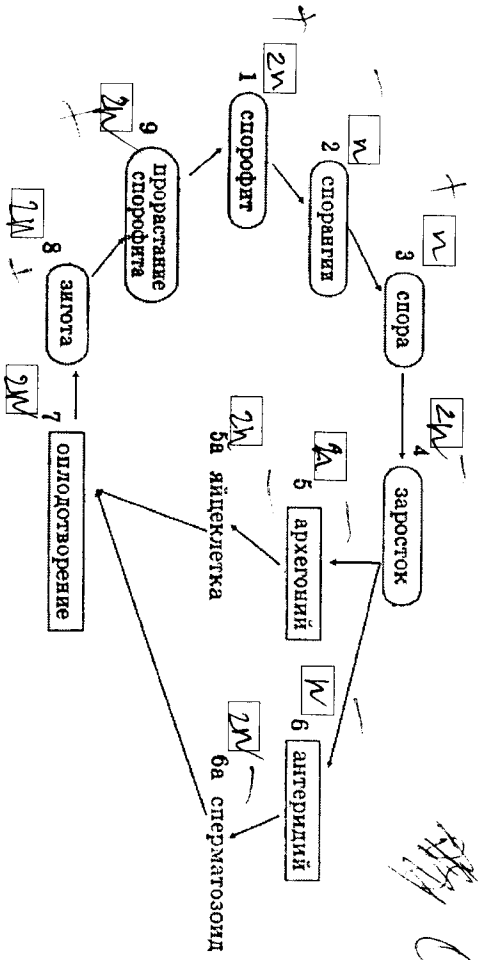 2n
1
спорофит
n
2
спорангии
n
3
спора
2n
4
заросток
5
архегоний
2n
5а яйцеклетка
n
6
антеридий
2n
6а сперматозоид
2n
7
оплодотворение
2n
8
зигота
2n
9
прорастание
спорофита